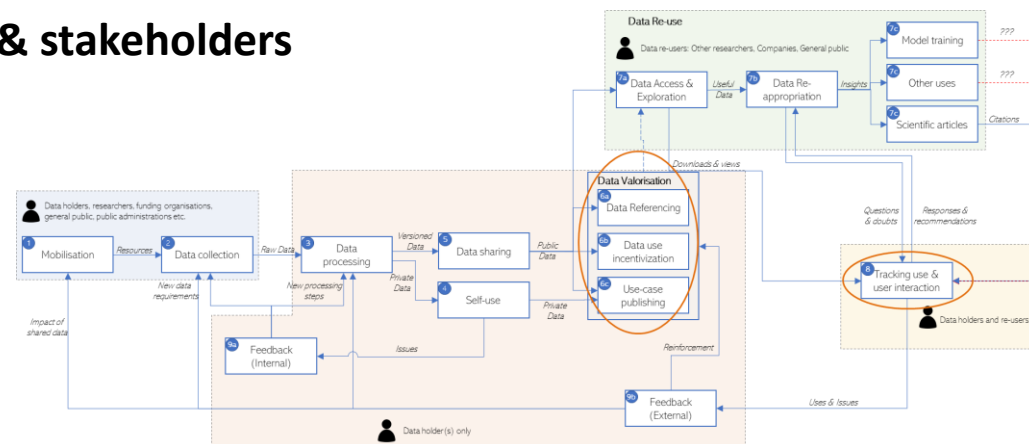 & stakeholders
Data Re-use
Data re-users: Other researchers, Companies, General public
7a
Data Access &
Exploration
Useful
Data
7b
Data Re-
appropriation
Insights
7c
Model training
???
7c
Other uses
???
7c
Scientific articles
Citations
Downloads & views
Data holders, researchers, funding organisations,
general public, public administrations etc.
1
Mobilisation
Resources
2
Data collection
Raw Data
3
Data
processing
Versioned
Data
5
Data sharing
Public
Data
Private
Data
4
Self-use
Private
Data
Data Valorisation
6a
Data Referencing
6b
Data use
incentivization
6c
Use-case
publishing
Questions
& doubts
Responses &
recommendations
8
Tracking use &
user interaction
Data holders and re-users
New data
requirements
New processing
steps
Impact of
shared data
9a
Feedback
(Internal)
Issues
Reinforcement
9b
Feedback
(External)
Uses & Issues
Data holder(s) only